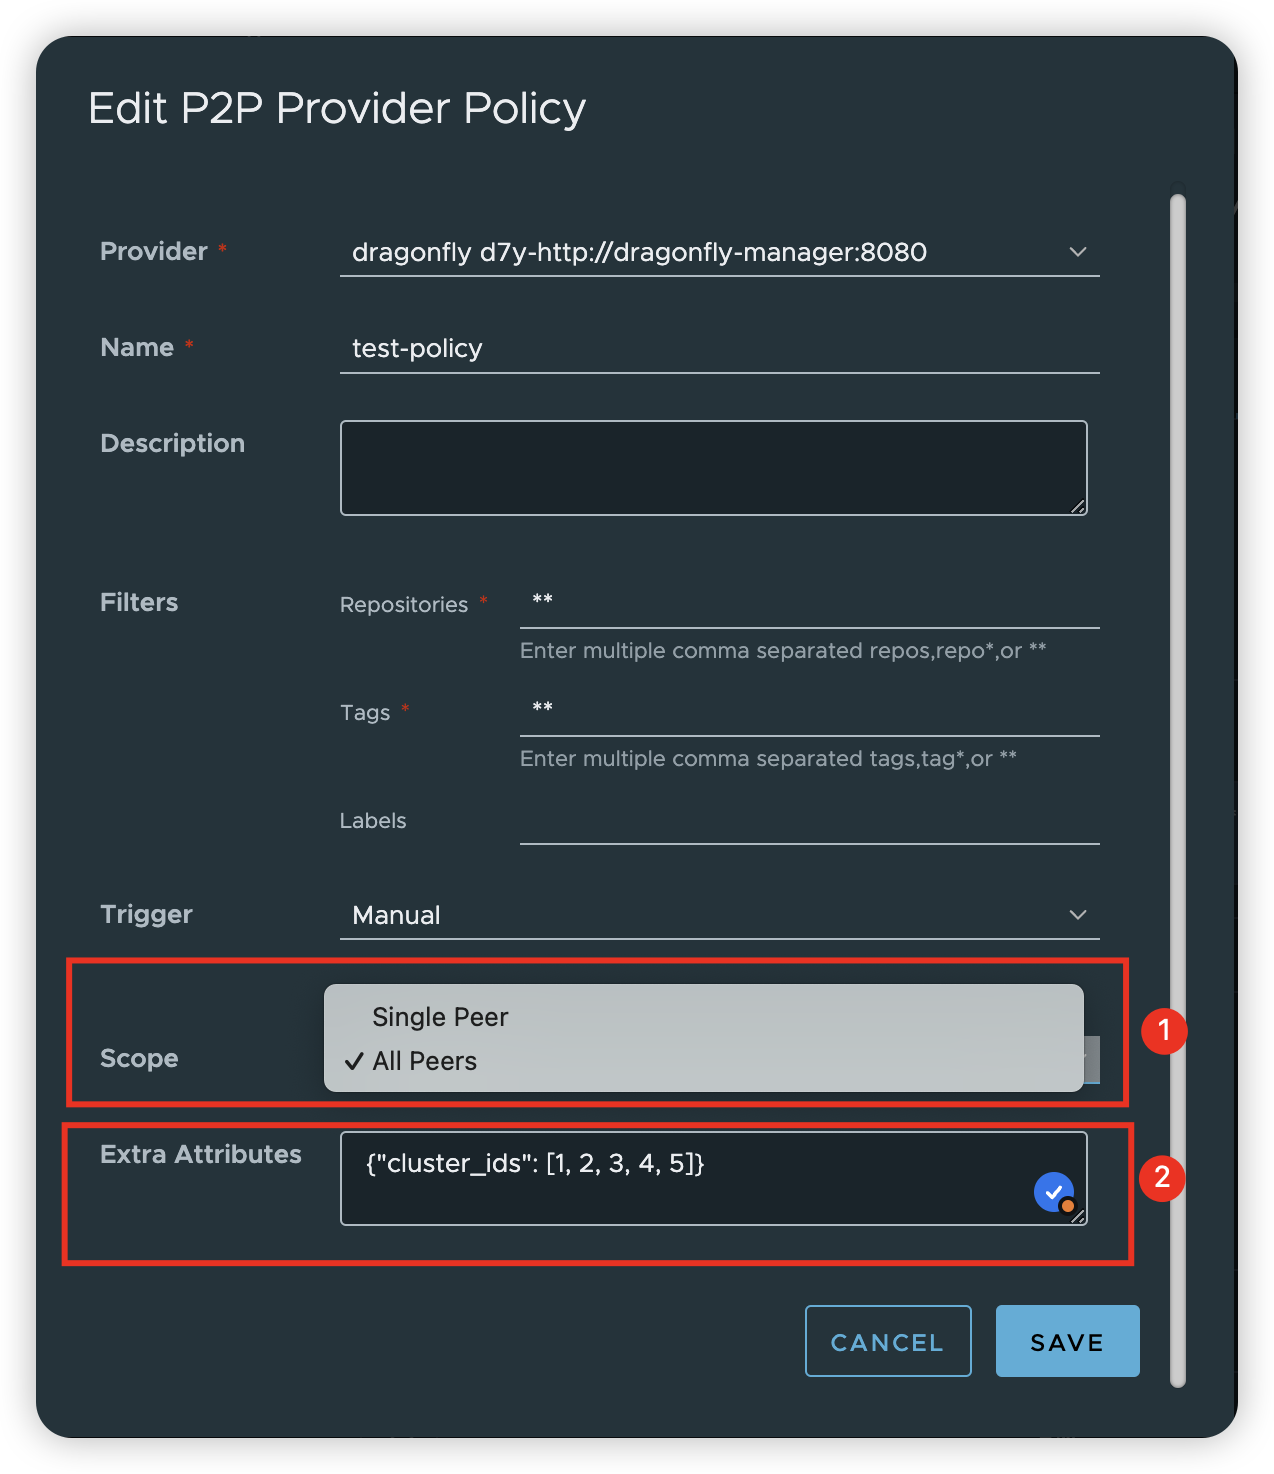 Edit P2P Provider Policy
Provider *
dragonfly d7y-http://dragonfly-manager:8080
Name *
test-policy
Description
Filters
Repositories *
**
Enter multiple comma separated repos,repo*,or **
Tags *
**
Enter multiple comma separated tags,tag*,or **
Labels
Trigger
Manual
Scope
Single Peer
✓ All Peers
1
Extra Attributes
{"cluster_ids": [1, 2, 3, 4, 5]}
2
CANCEL
SAVE